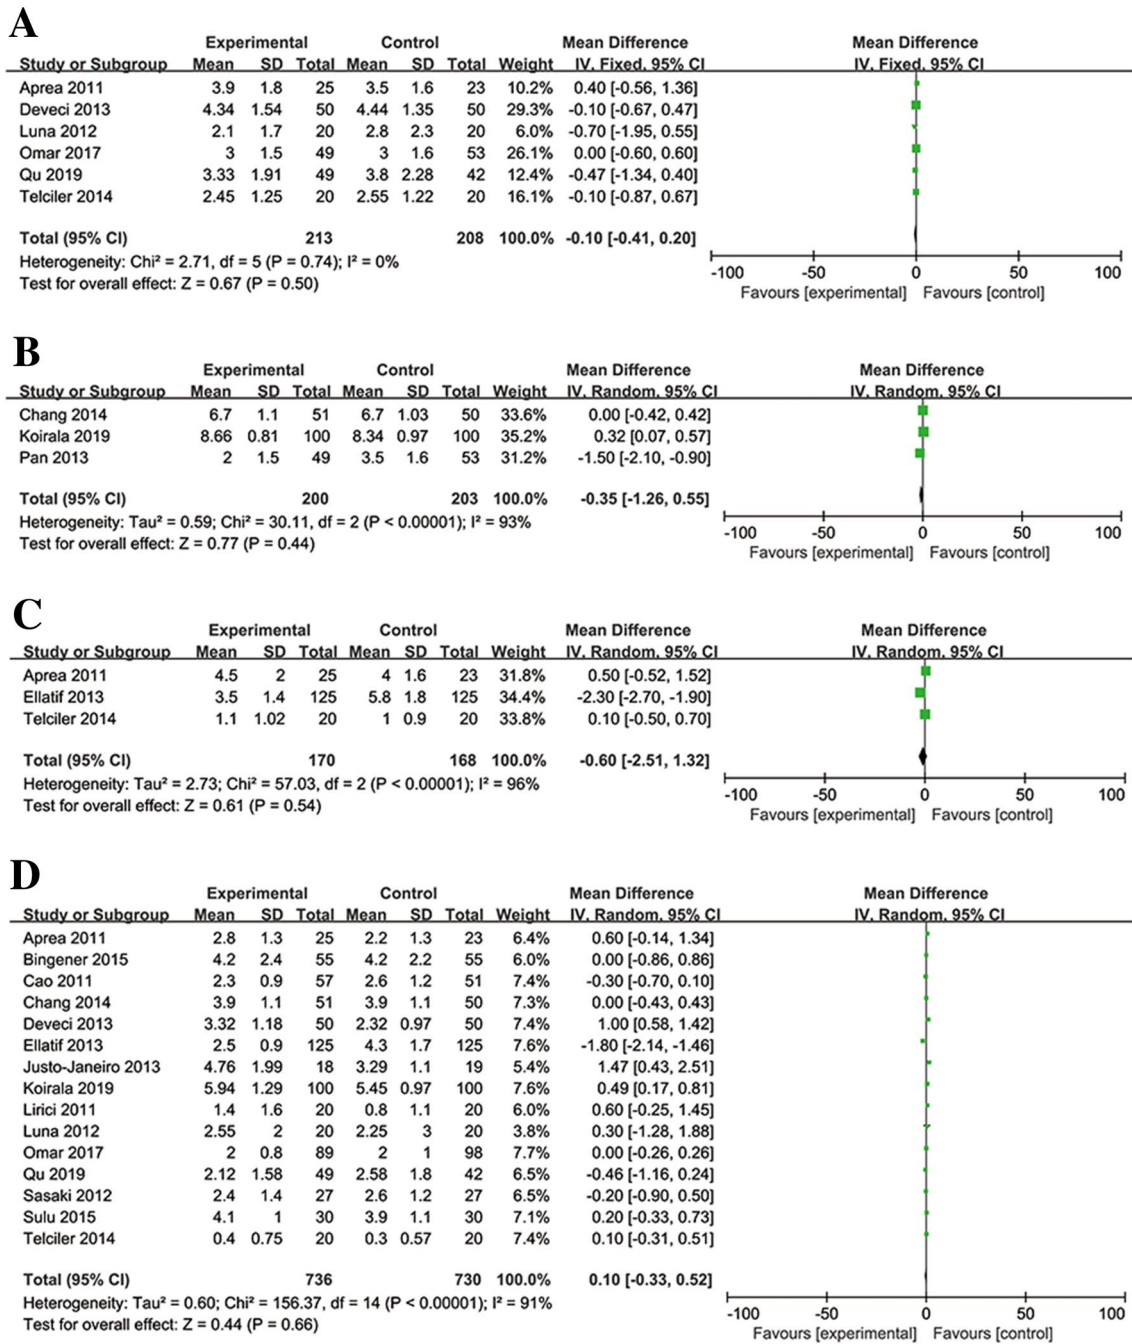 A
Experimental Control Mean Difference Mean Difference
Study or Subgroup Mean SD Total Mean SD Total Weight IV, Fixed, 95% CI IV, Fixed, 95% CI
Aprea 2011 3.9 1.8 25 3.5 1.6 23 10.2% 0.40 [-0.56, 1.36]
Deveci 2013 4.34 1.54 50 4.44 1.35 50 29.3% -0.10 [-0.67, 0.47]
Luna 2012 2.1 1.7 20 2.8 2.3 20 6.0% -0.70 [-1.95, 0.55]
Omar 2017 3 1.5 49 3 1.6 53 26.1% 0.00 [-0.60, 0.60]
Qu 2019 3.33 1.91 49 3.8 2.28 42 12.4% -0.47 [-1.34, 0.40]
Telciler 2014 2.45 1.25 20 2.55 1.22 20 16.1% -0.10 [-0.87, 0.67]
Total (95% CI) 213 208 100.0% -0.10 [-0.41, 0.20]
Heterogeneity: Chi² = 2.71, df = 5 (P = 0.74); I² = 0%
Test for overall effect: Z = 0.67 (P = 0.50)
-100 -50 0 50 100
Favours [experimental] Favours [control]
B
Experimental Control Mean Difference Mean Difference
Study or Subgroup Mean SD Total Mean SD Total Weight IV, Random, 95% CI IV, Random, 95% CI
Chang 2014 6.7 1.1 51 6.7 1.03 50 33.6% 0.00 [-0.42, 0.42]
Koirala 2019 8.66 0.81 100 8.34 0.97 100 35.2% 0.32 [0.07, 0.57]
Pan 2013 2 1.5 49 3.5 1.6 53 31.2% -1.50 [-2.10, -0.90]
Total (95% CI) 200 203 100.0% -0.35 [-1.26, 0.55]
Heterogeneity: Tau² = 0.59; Chi² = 30.11, df = 2 (P < 0.00001); I² = 93%
Test for overall effect: Z = 0.77 (P = 0.44)
-100 -50 0 50 100
Favours [experimental] Favours [control]
C
Experimental Control Mean Difference Mean Difference
Study or Subgroup Mean SD Total Mean SD Total Weight IV, Random, 95% CI IV, Random, 95% CI
Aprea 2011 4.5 2 25 4 1.6 23 31.8% 0.50 [-0.52, 1.52]
Ellatif 2013 3.5 1.4 125 5.8 1.8 125 34.4% -2.30 [-2.70, -1.90]
Telciler 2014 1.1 1.02 20 1 0.9 20 33.8% 0.10 [-0.50, 0.70]
Total (95% CI) 170 168 100.0% -0.60 [-2.51, 1.32]
Heterogeneity: Tau² = 2.73; Chi² = 57.03, df = 2 (P < 0.00001); I² = 96%
Test for overall effect: Z = 0.61 (P = 0.54)
-100 -50 0 50 100
Favours [experimental] Favours [control]
D
Experimental Control Mean Difference Mean Difference
Study or Subgroup Mean SD Total Mean SD Total Weight IV, Random, 95% CI IV, Random, 95% CI
Aprea 2011 2.8 1.3 25 2.2 1.3 23 6.4% 0.60 [-0.14, 1.34]
Bingener 2015 4.2 2.4 55 4.2 2.2 55 6.0% 0.00 [-0.86, 0.86]
Cao 2011 2.3 0.9 57 2.6 1.2 51 7.4% -0.30 [-0.70, 0.10]
Chang 2014 3.9 1.1 51 3.9 1.1 50 7.3% 0.00 [-0.43, 0.43]
Deveci 2013 3.32 1.18 50 2.32 0.97 50 7.4% 1.00 [0.58, 1.42]
Ellatif 2013 2.5 0.9 125 4.3 1.7 125 7.6% -1.80 [-2.14, -1.46]
Justo-Janeiro 2013 4.76 1.99 18 3.29 1.1 19 5.4% 1.47 [0.43, 2.51]
Koirala 2019 5.94 1.29 100 5.45 0.97 100 7.6% 0.49 [0.17, 0.81]
Lirici 2011 1.4 1.6 20 0.8 1.1 20 6.0% 0.60 [-0.25, 1.45]
Luna 2012 2.55 2 20 2.25 3 20 3.8% 0.30 [-1.28, 1.88]
Omar 2017 2 0.8 89 2 1 98 7.7% 0.00 [-0.26, 0.26]
Qu 2019 2.12 1.58 49 2.58 1.8 42 6.5% -0.46 [-1.16, 0.24]
Sasaki 2012 2.4 1.4 27 2.6 1.2 27 6.5% -0.20 [-0.90, 0.50]
Sulu 2015 4.1 1 30 3.9 1.1 30 7.1% 0.20 [-0.33, 0.73]
Telciler 2014 0.4 0.75 20 0.3 0.57 20 7.4% 0.10 [-0.31, 0.51]
Total (95% CI) 736 730 100.0% 0.10 [-0.33, 0.52]
Heterogeneity: Tau² = 0.60; Chi² = 156.37, df = 14 (P < 0.00001); I² = 91%
Test for overall effect: Z = 0.44 (P = 0.66)
-100 -50 0 50 100
Favours [experimental] Favours [control]